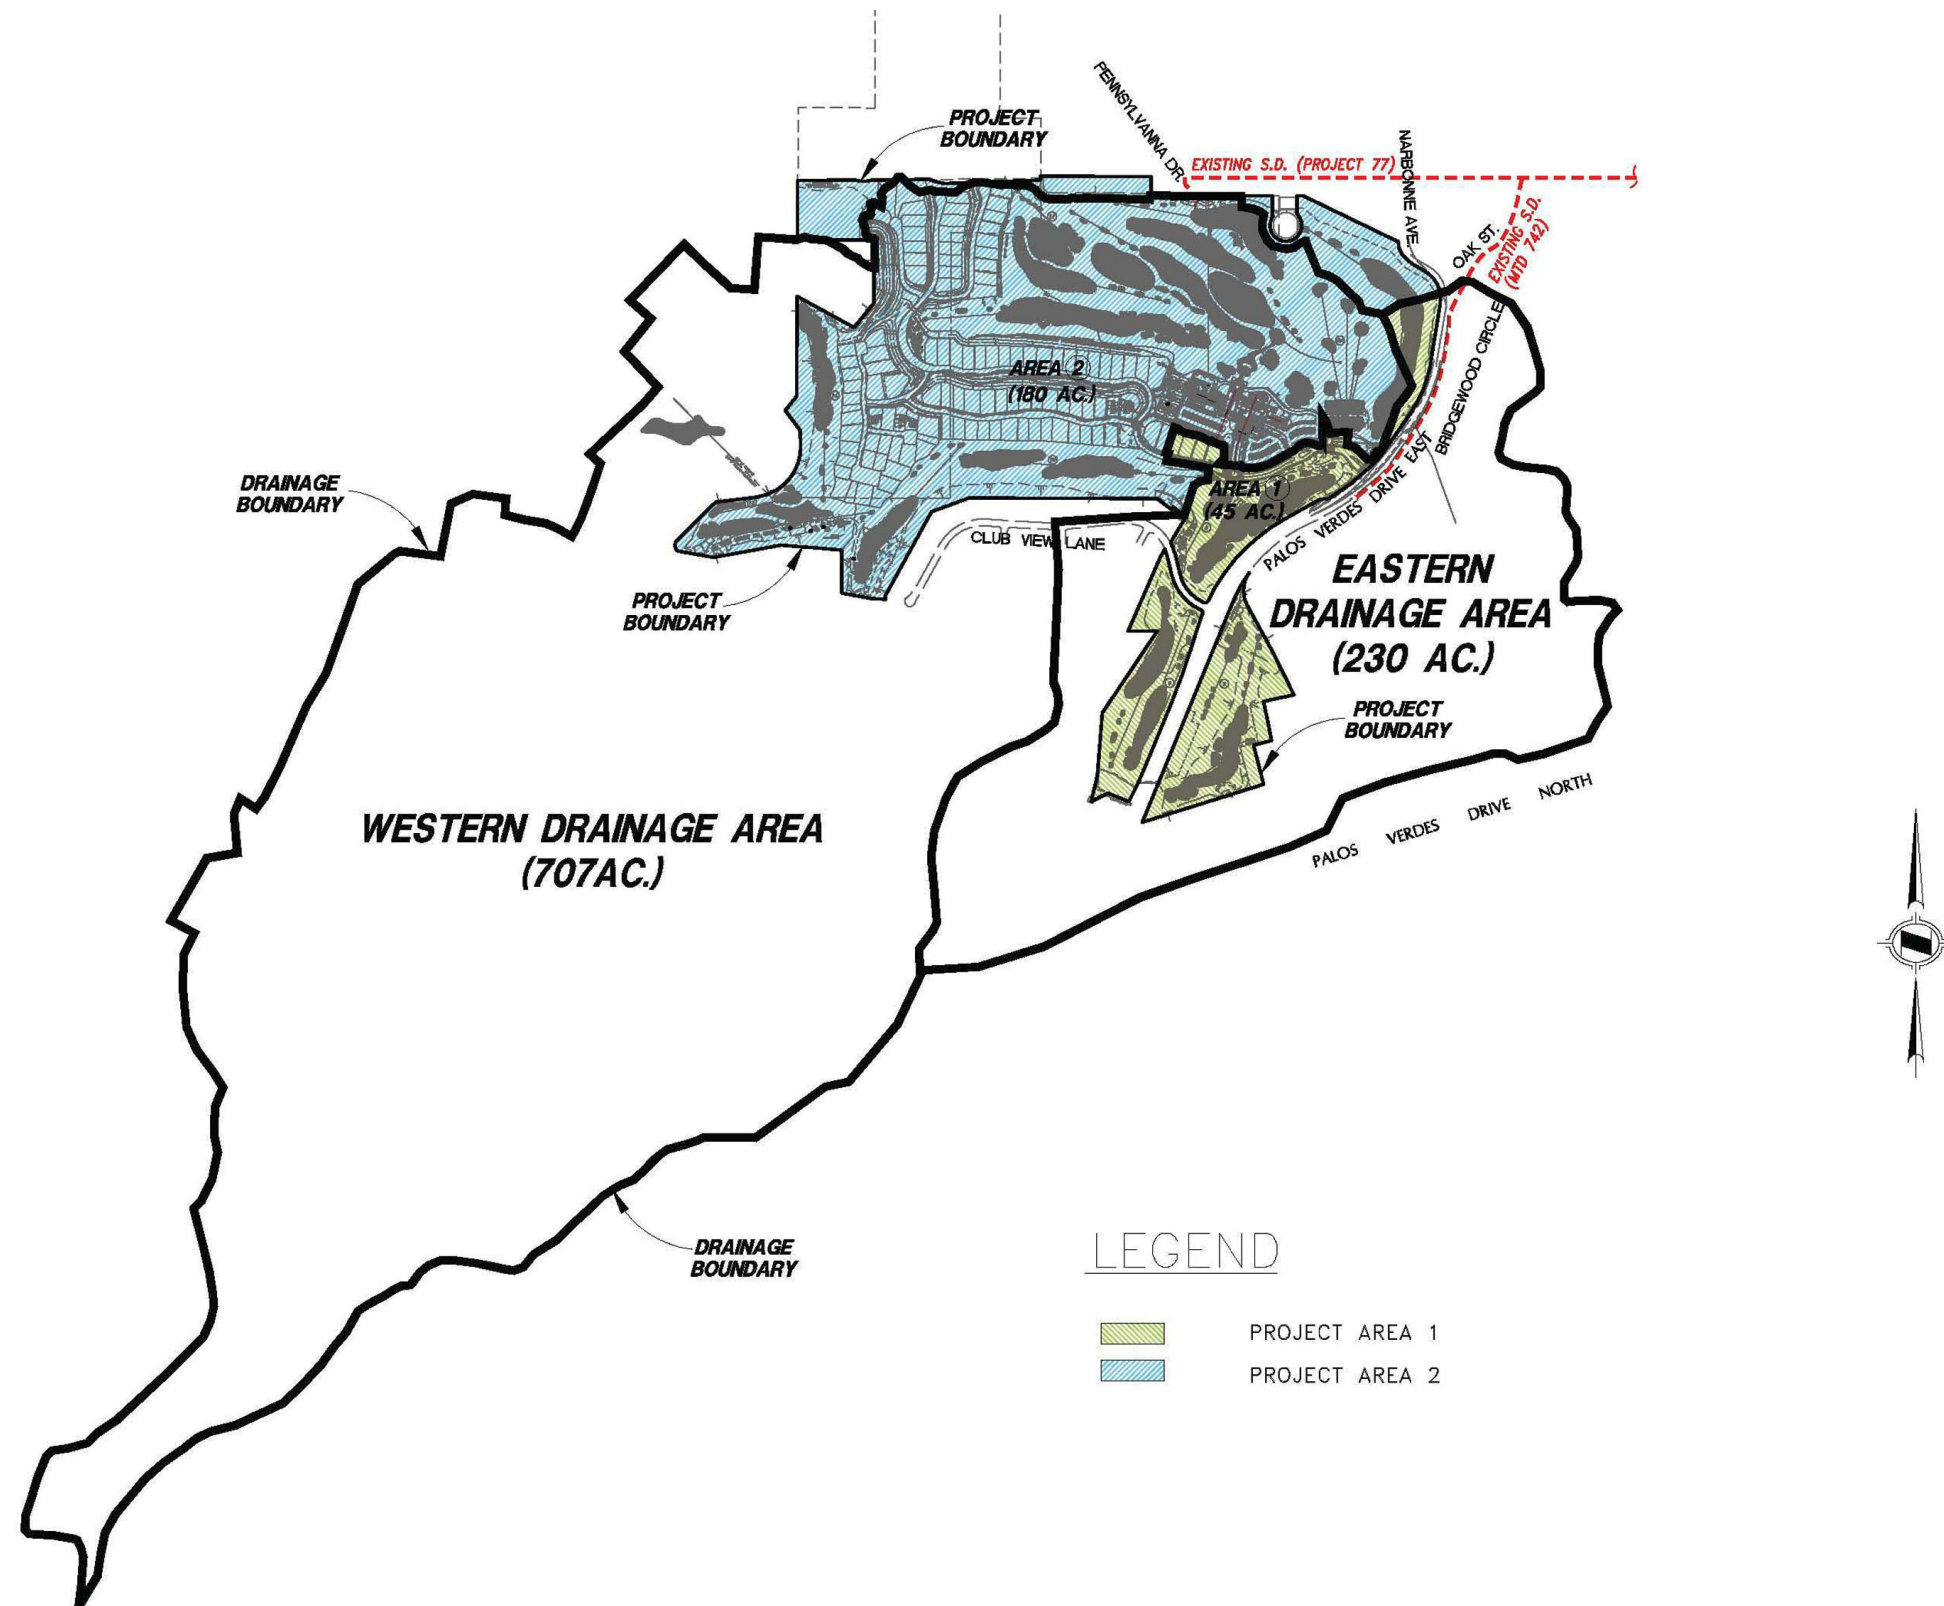 PENNSYLVANNA DR.
PROJECT
BOUNDARY
EXISTING S.D. (PROJECT 77)
NARBONNE AVE.
OAK ST.
EXISTING S.D.
(MTD 742)
BRIDGEWOOD CIRCLE
AREA 2
(180 AC.)
DRAINAGE
BOUNDARY
AREA 1
(45 AC.)
PALOS VERDES DRIVE EAST
CLUB VIEW LANE
PROJECT
BOUNDARY
EASTERN
DRAINAGE AREA
(230 AC.)
PROJECT
BOUNDARY
PALOS VERDES DRIVE NORTH
WESTERN DRAINAGE AREA
(707AC.)
DRAINAGE
BOUNDARY
LEGEND
PROJECT AREA 1
PROJECT AREA 2